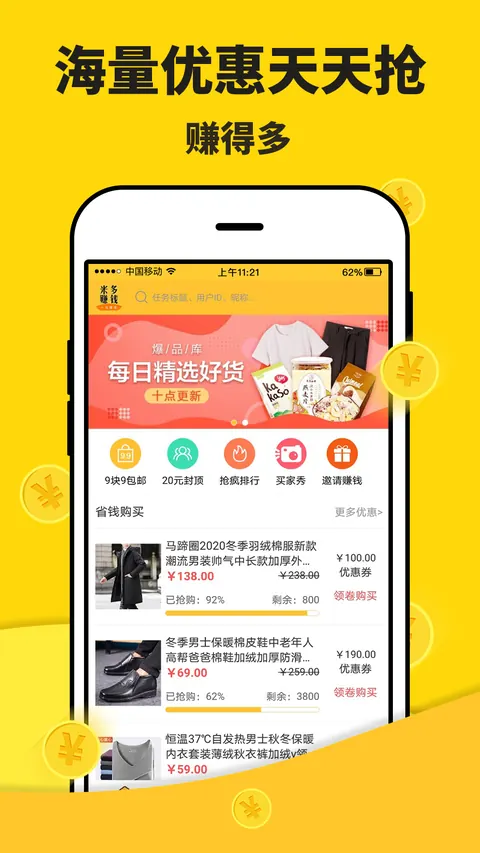 海量优惠天天抢
赚得多
中国移动
上午11:21
62%
米多
赚钱
任务标题、用户ID、昵称...
爆/品/库
每日精选好货
十点更新
KaKaSo
Oatmeal
9.9
9块9包邮
20元封顶
抢疯排行
买家秀
邀请赚钱
省钱购买
更多优惠>
马蹄圈2020冬季羽绒棉服新款
潮流男装帅气中长款加厚外...
￥138.00
￥238.00
已抢购：92%
剩余：800
￥100.00
优惠券
领卷购买
冬季男士保暖棉皮鞋中老年人
高帮爸爸棉鞋加绒加厚防滑...
￥69.00
￥259.00
已抢购：62%
剩余：3800
￥190.00
优惠券
领卷购买
恒温37℃自发热男士秋冬保暖
内衣套装薄绒秋衣裤加绒v领
￥59.00